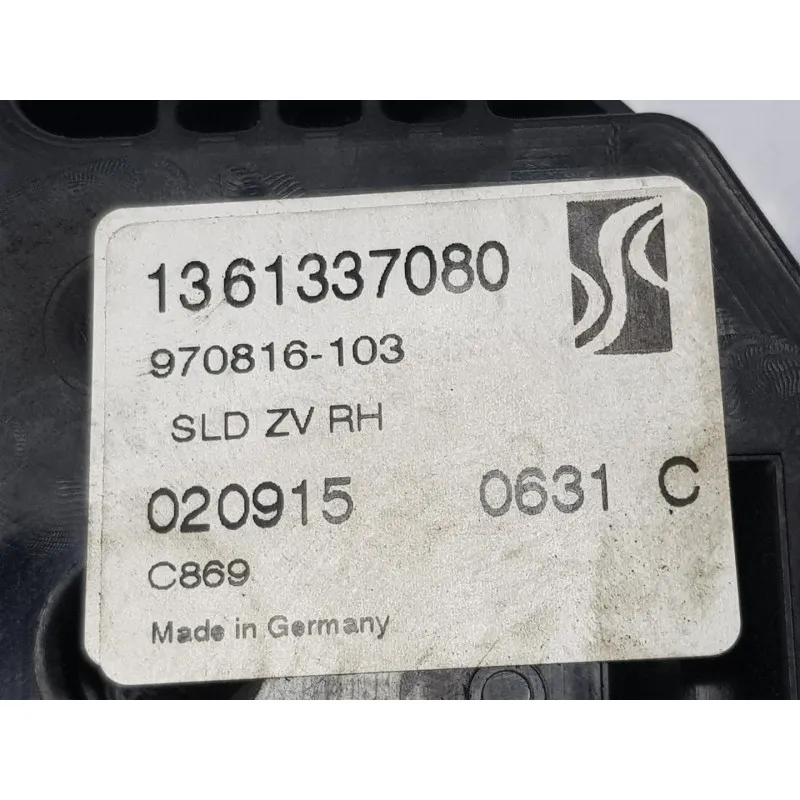 1361337080
970816-103
SLD ZV RH
020915 0631 C
C869
Made in Germany